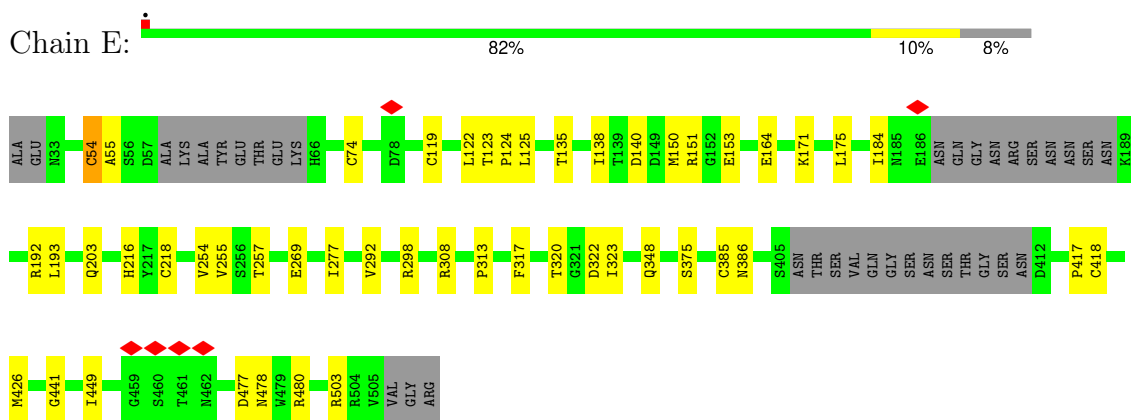 Chain E:
82% 10% 8%
ALA GLU N33 C54 A55 S56 D57 ALA LYS ALA TYR GLU THR GLU LYS H66 C74 D78 C119 L122 T123 P124 L125 T135 I138 T139 D140 D149 M150 R151 G152 E153 E164 K171 L175 I184 N185 E186 ASN GLN GLY ASN ARG SER ASN ASN SER ASN K189
R192 L193 Q203 H216 Y217 C218 V254 V255 S256 T257 E269 I277 V292 R298 R308 P313 F317 T320 G321 D322 I323 Q348 S375 C385 N386 S405 ASN THR SER VAL GLN GLY SER ASN SER THR GLY SER ASN D412 P417 C418
M426 G441 I449 G459 S460 T461 N462 D477 N478 W479 R480 R503 R504 V505 VAL GLY ARG